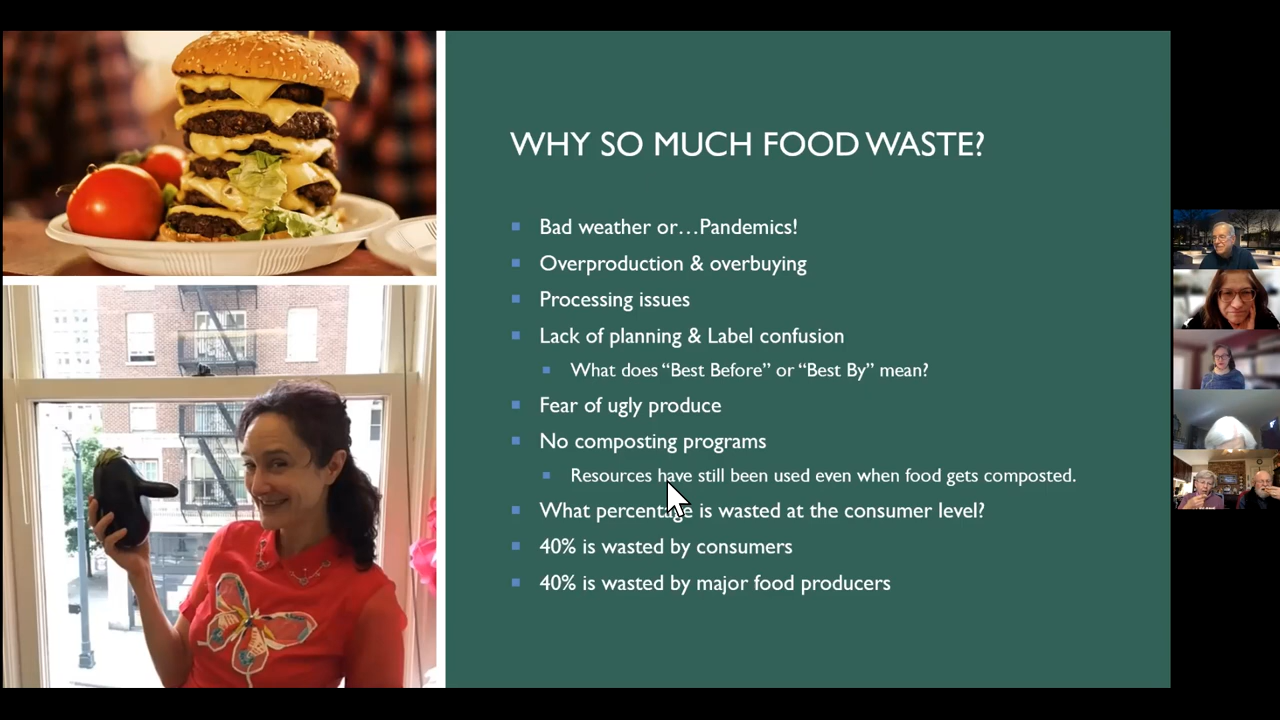 WHY SO MUCH FOOD WASTE?
Bad weather or…Pandemics!
Overproduction & overbuying
Processing issues
Lack of planning & Label confusion
What does “Best Before” or “Best By” mean?
Fear of ugly produce
No composting programs
Resources have still been used even when food gets composted.
What percentage is wasted at the consumer level?
40% is wasted by consumers
40% is wasted by major food producers